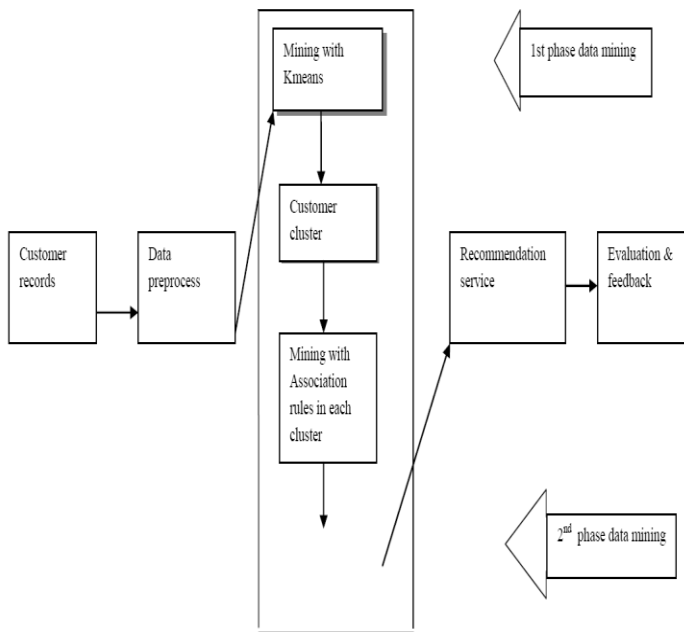 Mining with
Kmeans
1st phase data mining
Customer
cluster
Customer
records
Data
preprocess
Recommendation
service
Evaluation &
feedback
Mining with
Association
rules in each
cluster
2nd phase data mining